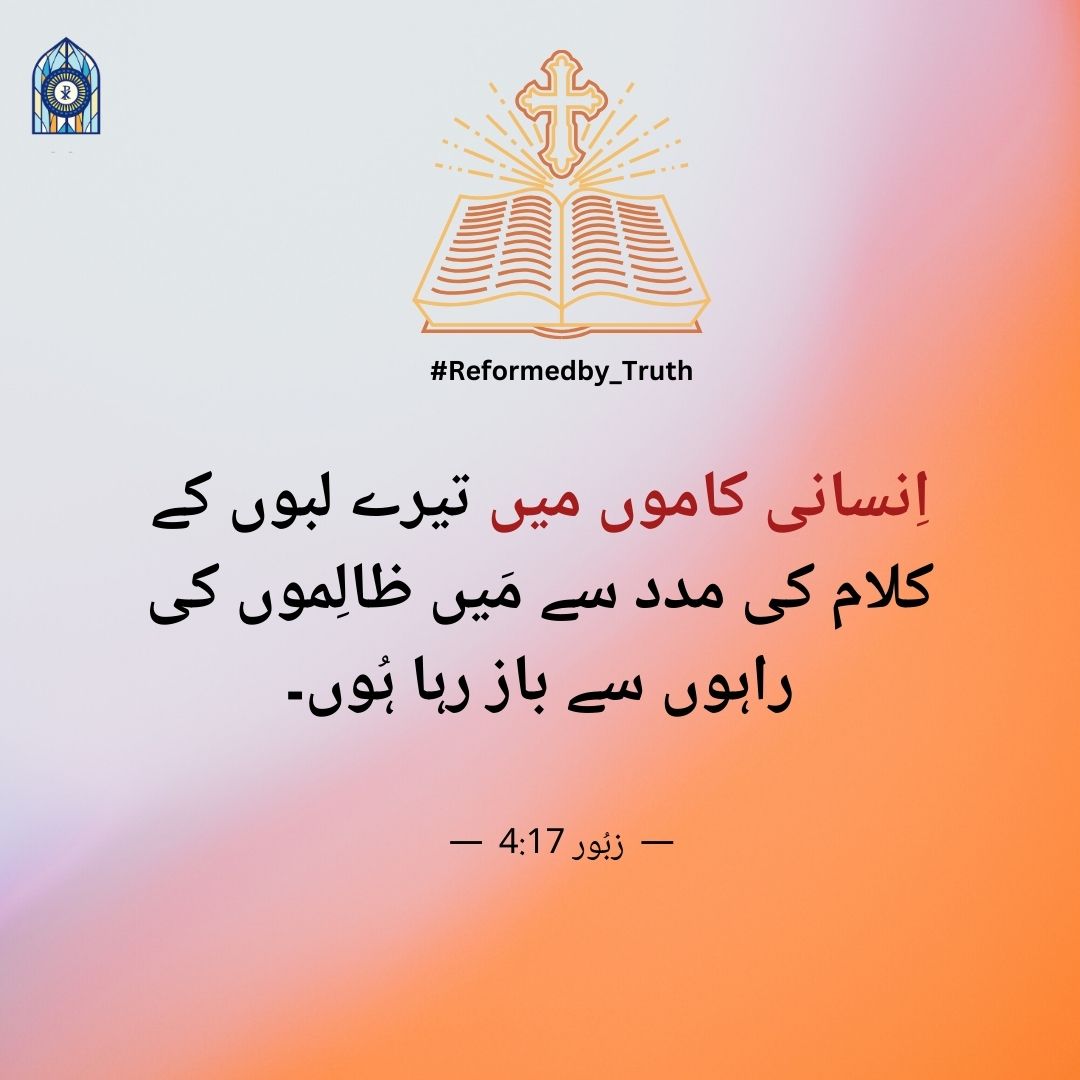 #Reformedby_Truth
اِنسانی کاموں میں تیرے لبوں کے
کلام کی مدد سے مَیں ظالِموں کی
راہوں سے باز رہا ہُوں۔
— زبُور 4:17 —